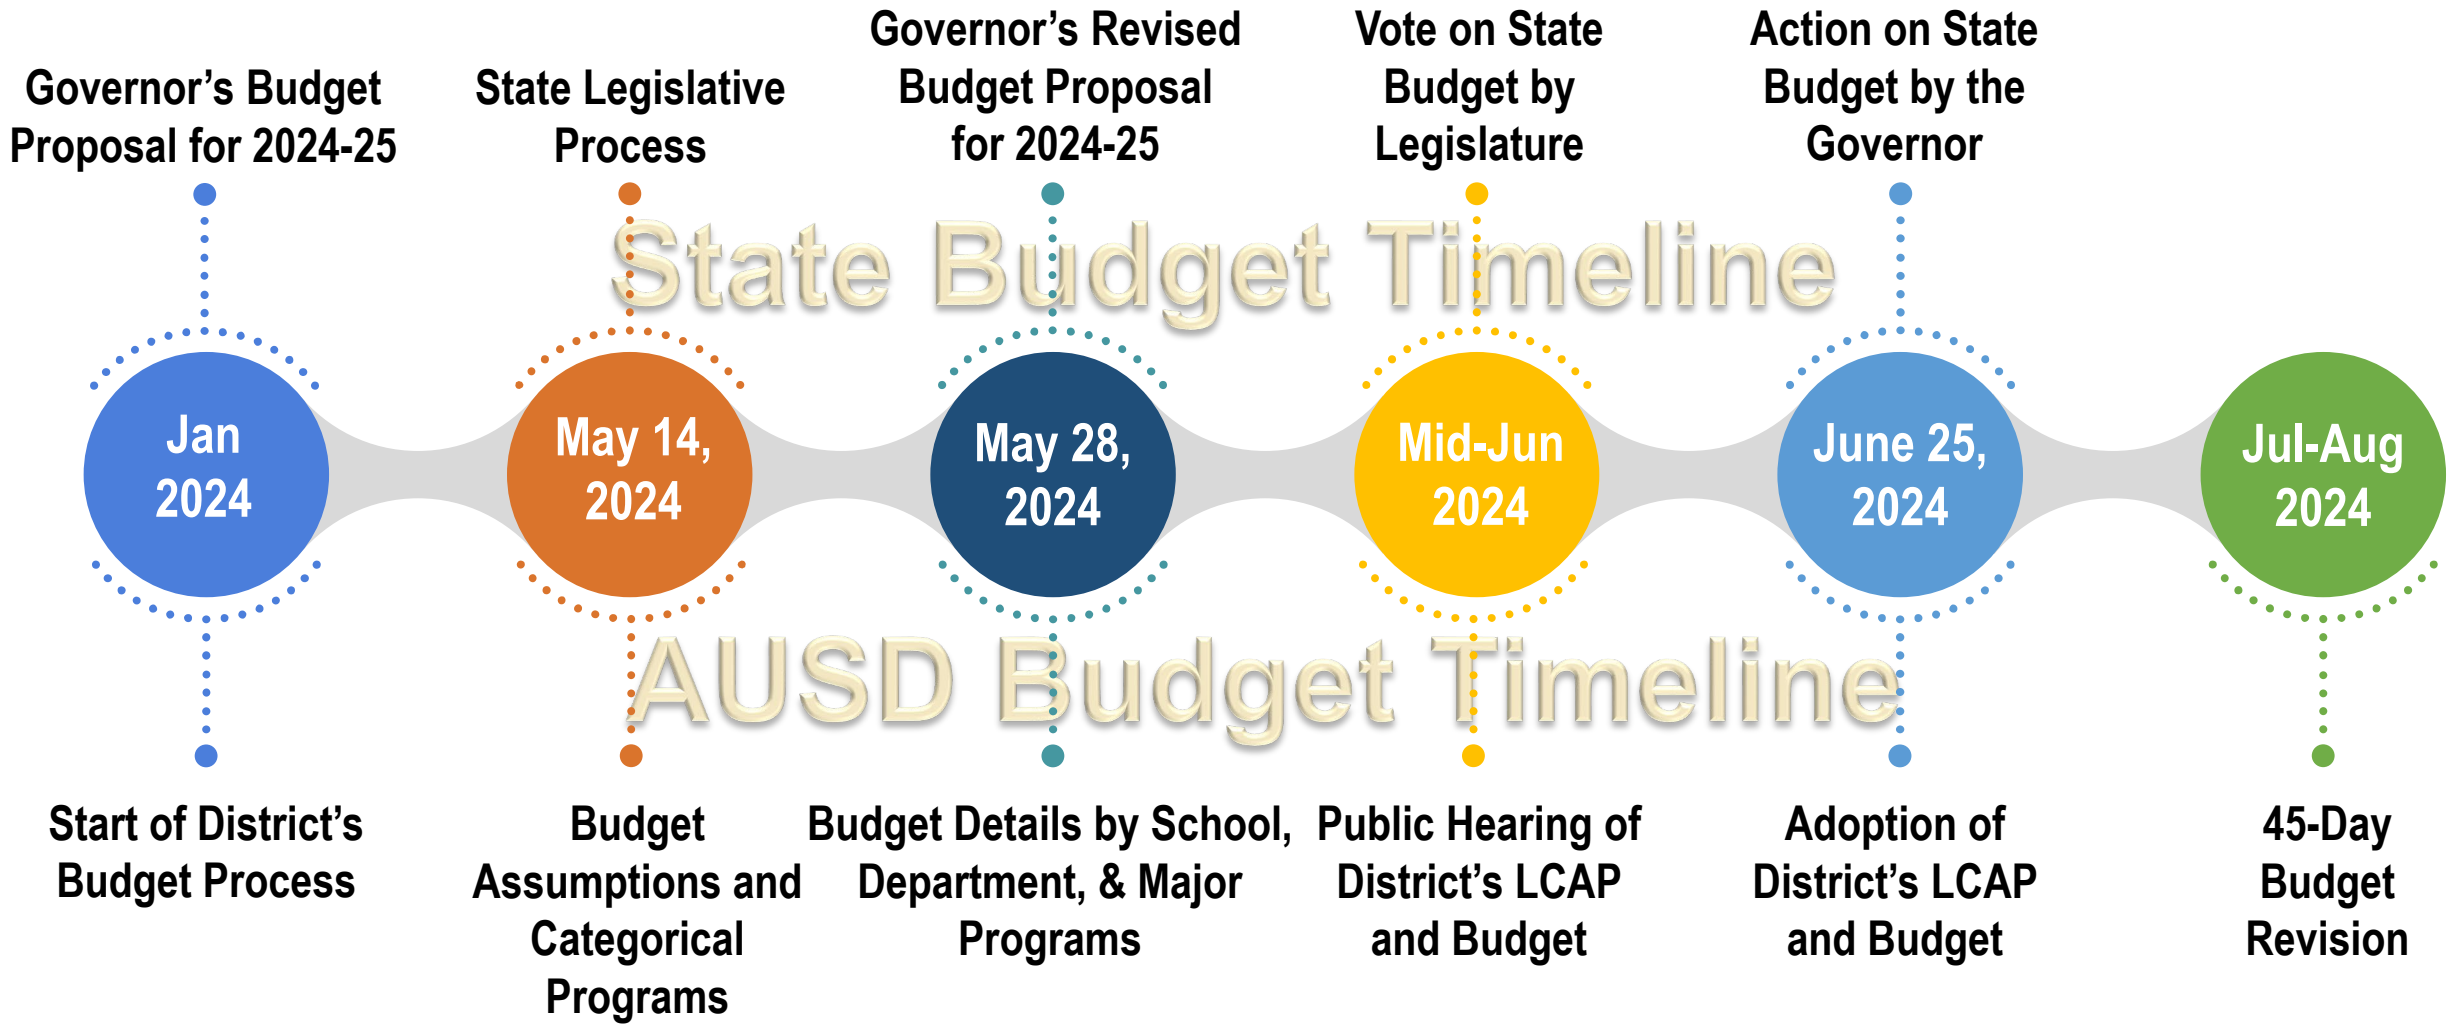 Governor’s Budget
Proposal for 2024-25
State Legislative
Process
Governor’s Revised
Budget Proposal
for 2024-25
Vote on State
Budget by
Legislature
Action on State
Budget by the
Governor
State Budget Timeline
Jan
2024
May 14,
2024
May 28,
2024
Mid-Jun
2024
June 25,
2024
Jul-Aug
2024
AUSD Budget Timeline
Start of District’s
Budget Process
Budget
Assumptions and
Categorical
Programs
Budget Details by School,
Department, & Major
Programs
Public Hearing of
District’s LCAP
and Budget
Adoption of
District’s LCAP
and Budget
45-Day
Budget
Revision